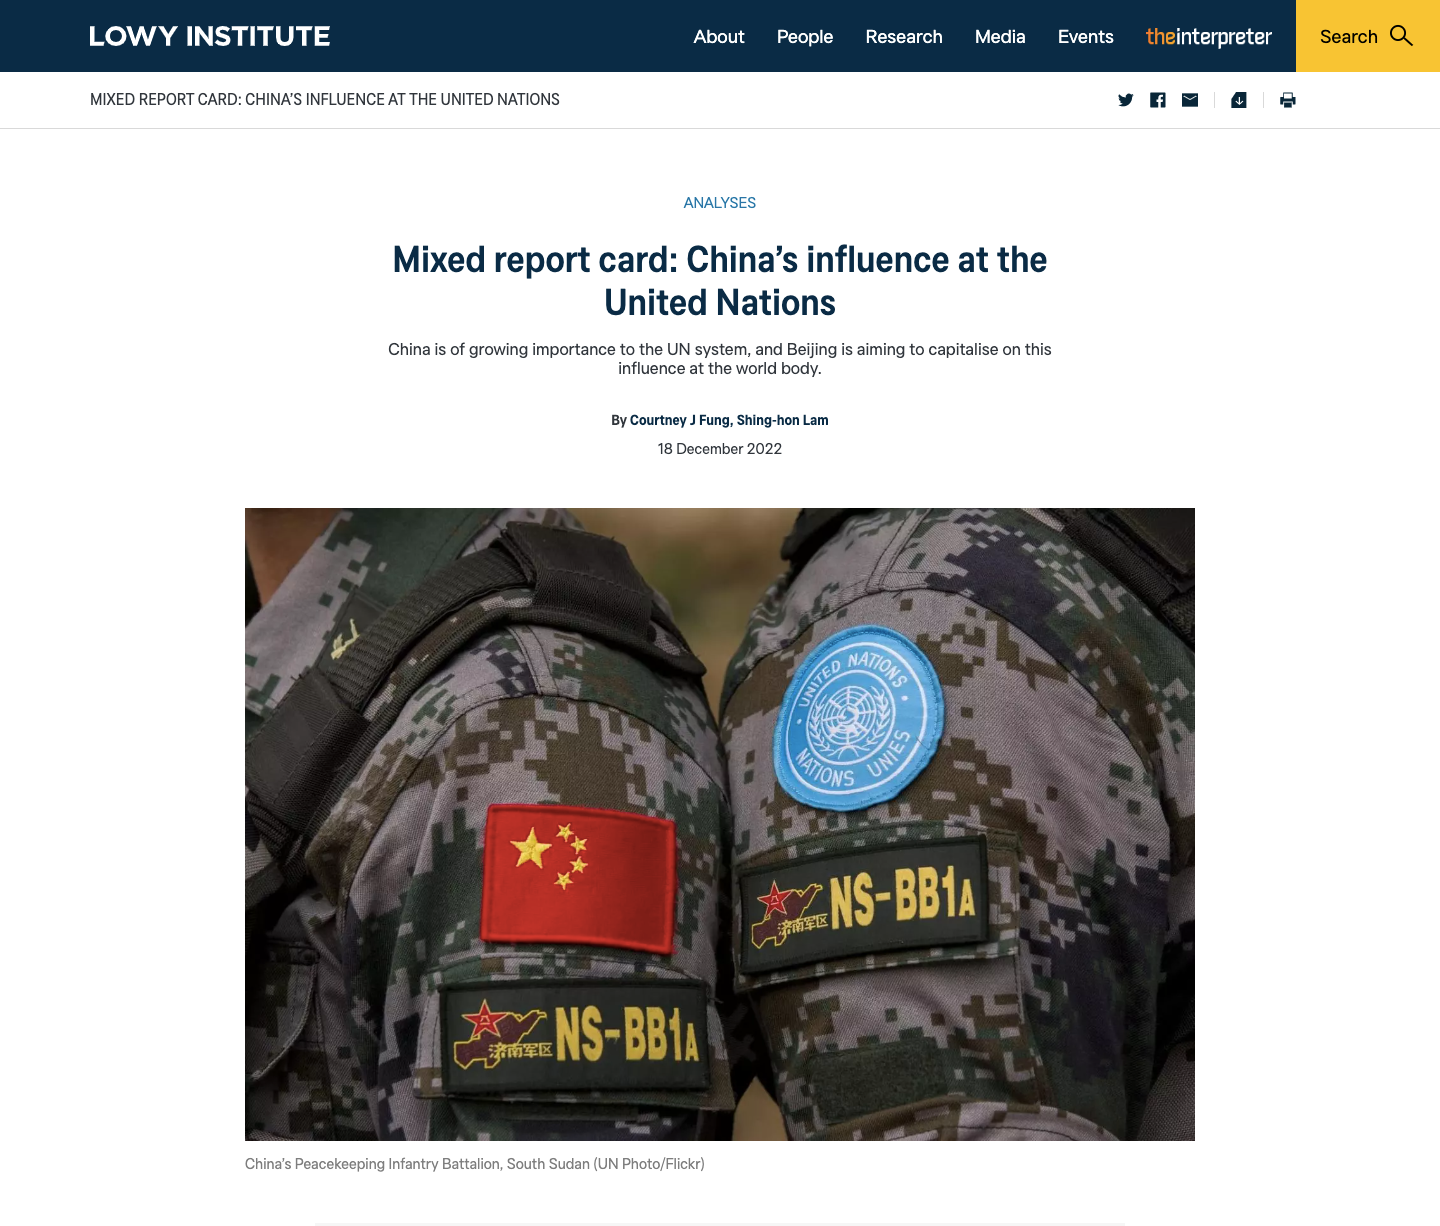 LOWY INSTITUTE
About
People
Research
Media
Events
theinterpreter
Search
MIXED REPORT CARD: CHINA’S INFLUENCE AT THE UNITED NATIONS
ANALYSES
Mixed report card: China’s influence at the
United Nations
China is of growing importance to the UN system, and Beijing is aiming to capitalise on this
influence at the world body.
By Courtney J Fung, Shing-hon Lam
18 December 2022
UNITED NATIONS
NATIONS UNIES
济南军区 NS-BB1A
济南军区 NS-BB1A
China’s Peacekeeping Infantry Battalion, South Sudan (UN Photo/Flickr)